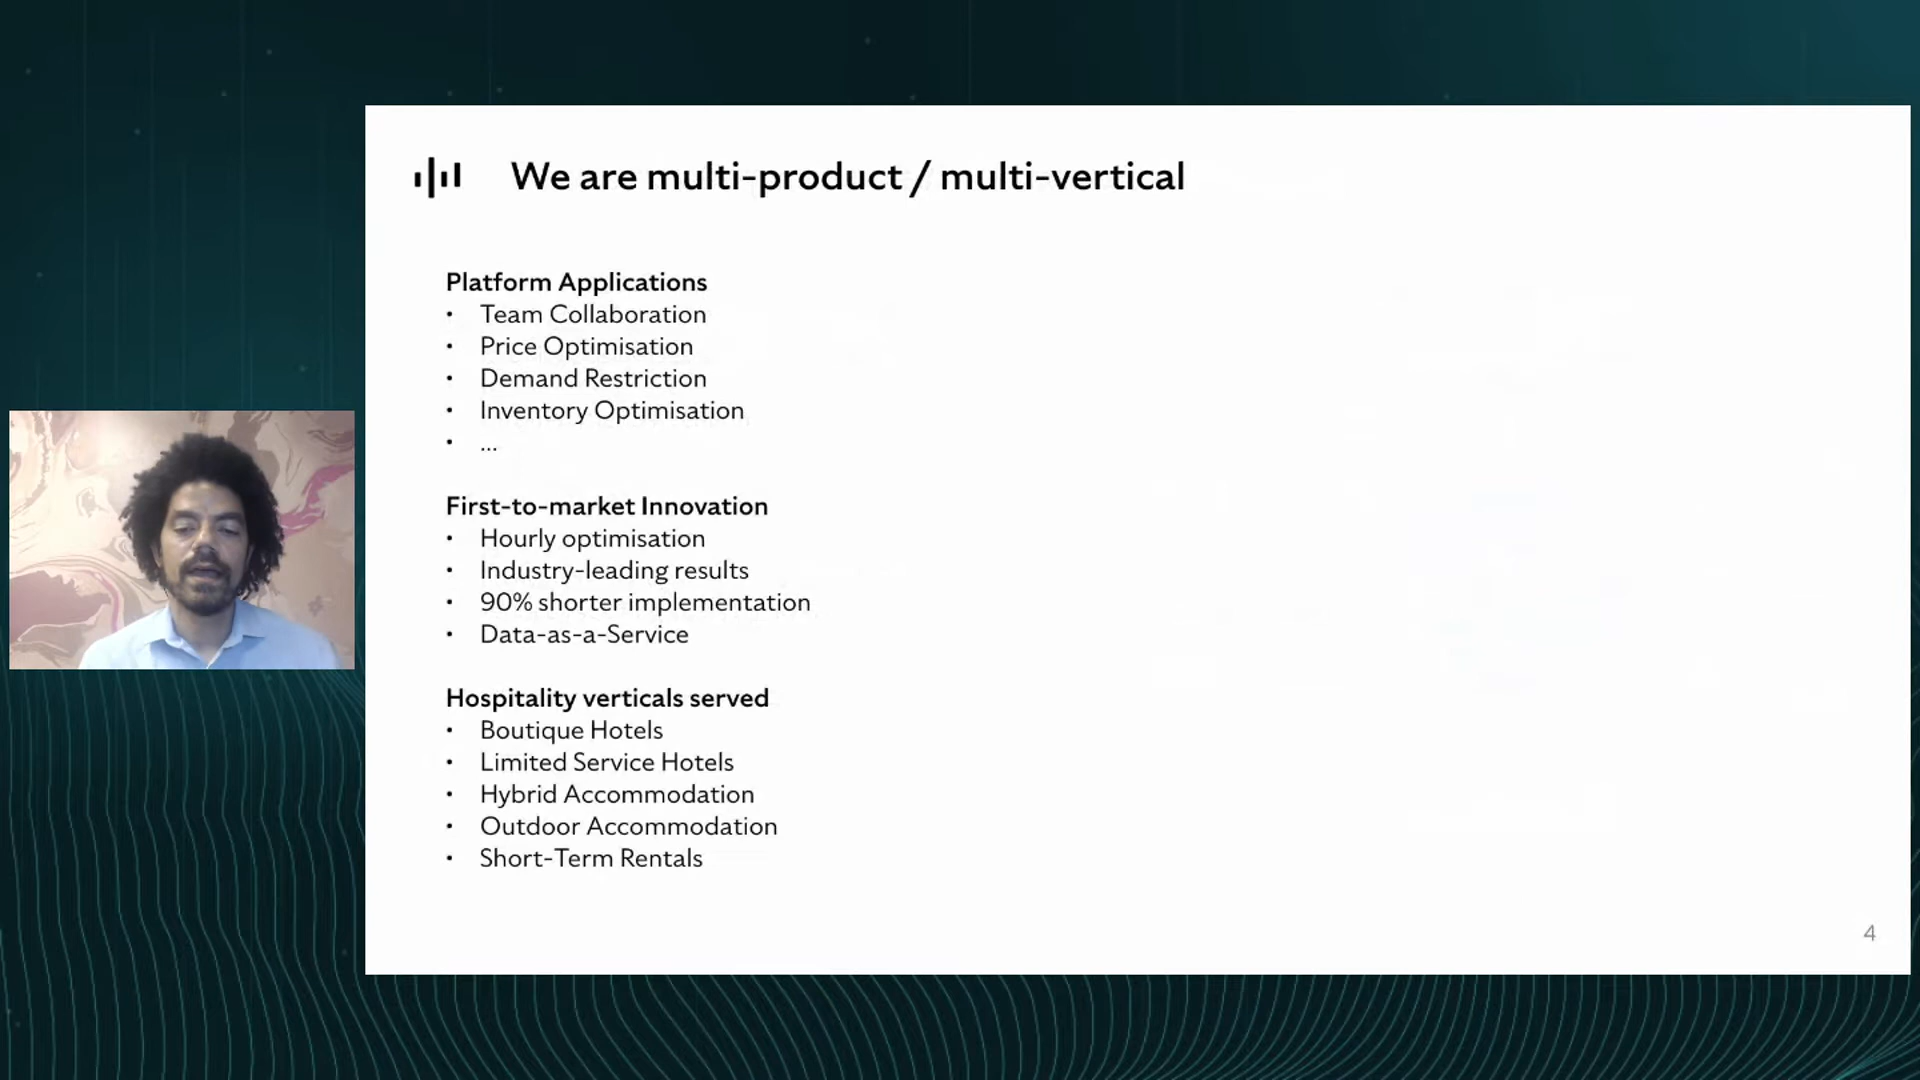 We are multi-product / multi-vertical
Platform Applications
• Team Collaboration
• Price Optimisation
• Demand Restriction
• Inventory Optimisation
• ...
First-to-market Innovation
• Hourly optimisation
• Industry-leading results
• 90% shorter implementation
• Data-as-a-Service
Hospitality verticals served
• Boutique Hotels
• Limited Service Hotels
• Hybrid Accommodation
• Outdoor Accommodation
• Short-Term Rentals
4